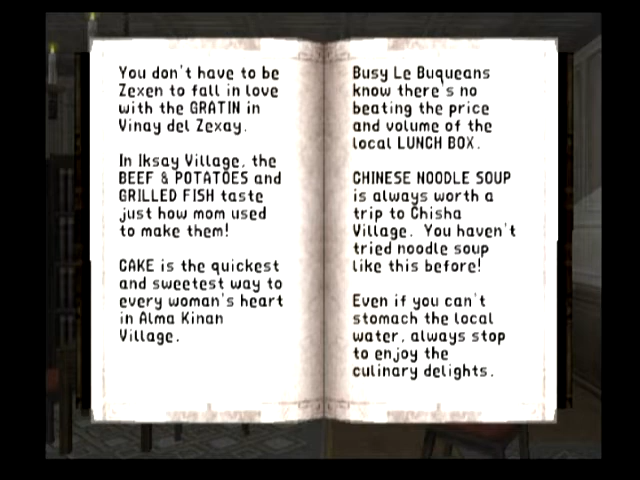 You don't have to be
Zexen to fall in love
with the GRATIN in
Vinay del Zexay.
In Iksay Village, the
BEEF & POTATOES and
GRILLED FISH taste
just how mom used
to make them!
CAKE is the quickest
and sweetest way to
every woman's heart
in Alma Kinan
Village.
Busy Le Buqueans
know there's no
beating the price
and volume of the
local LUNCH BOX.
CHINESE NOODLE SOUP
is always worth a
trip to Chisha
Village. You haven't
tried noodle soup
like this before!
Even if you can't
stomach the local
water, always stop
to enjoy the
culinary delights.